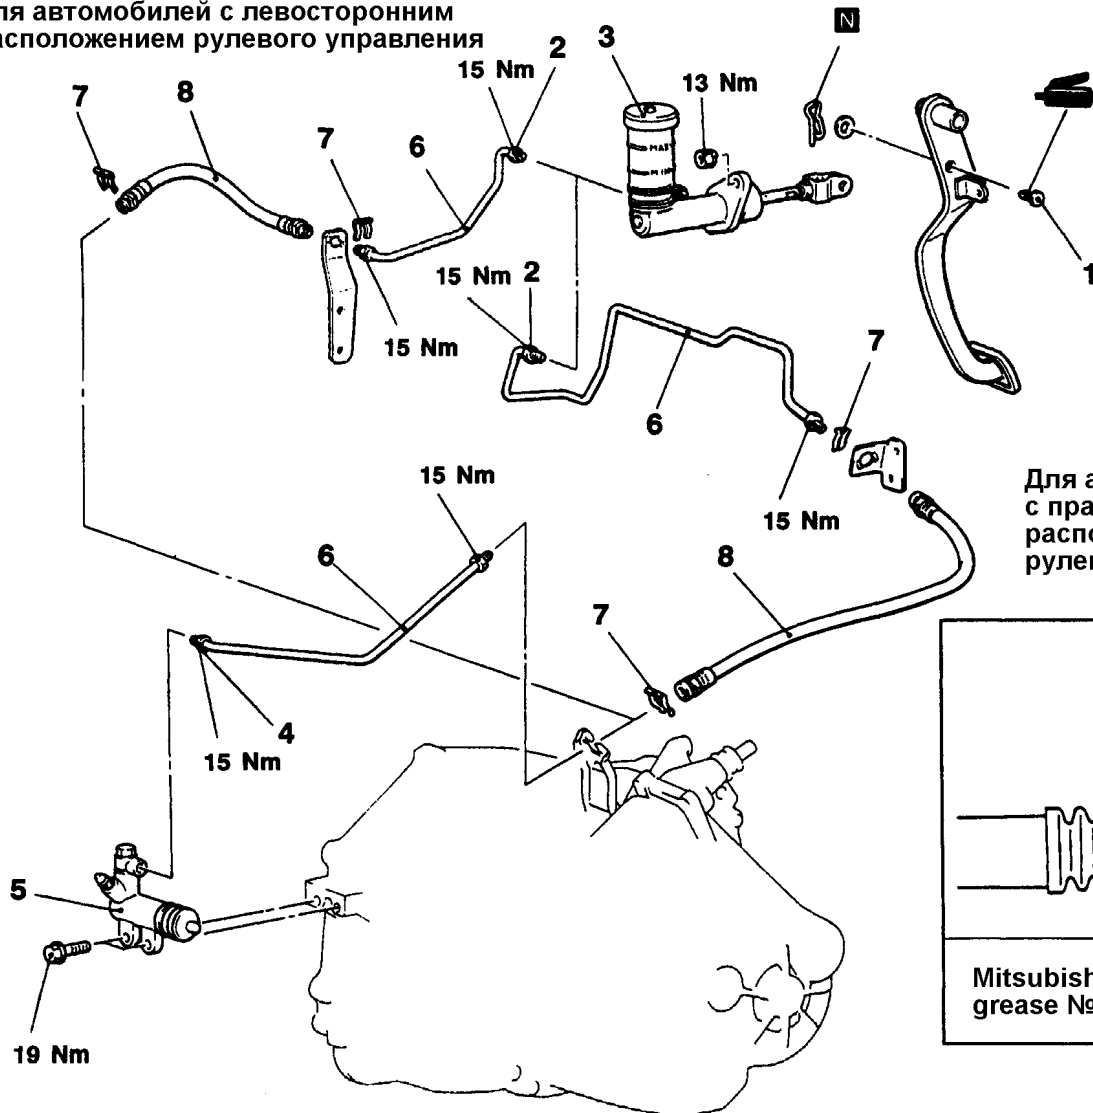 ля автомобилей с левосторонним
асположением рулевого управления
N
3
2
15 Nm
13 Nm
7
8
7
6
1
15 Nm
2
15 Nm
7
6
15 Nm
15 Nm
Для а
с пра
распо
рулев
6
8
7
4
15 Nm
5
19 Nm
Mitsubish
grease №